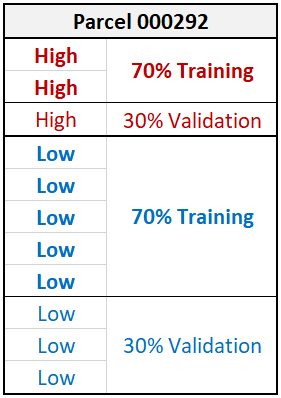 Parcel 000292
High
70% Training
High
High
30% Validation
Low
Low
Low
70% Training
Low
Low
Low
Low
30% Validation
Low